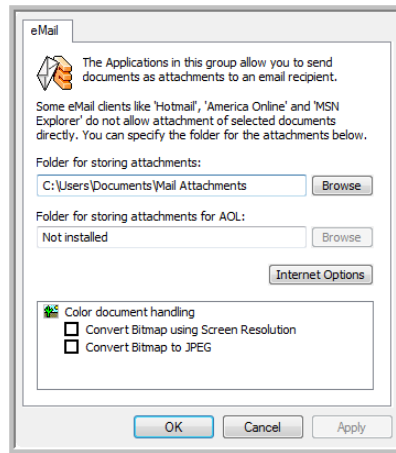 eMail
The Applications in this group allow you to send
documents as attachments to an email recipient.
Some eMail clients like 'Hotmail', 'America Online' and 'MSN
Explorer' do not allow attachment of selected documents
directly. You can specify the folder for the attachments below.
Folder for storing attachments:
C:\Users\Documents\Mail Attachments
Browse
Folder for storing attachments for AOL:
Not installed
Browse
Internet Options
Color document handling
Convert Bitmap using Screen Resolution
Convert Bitmap to JPEG
OK
Cancel
Apply